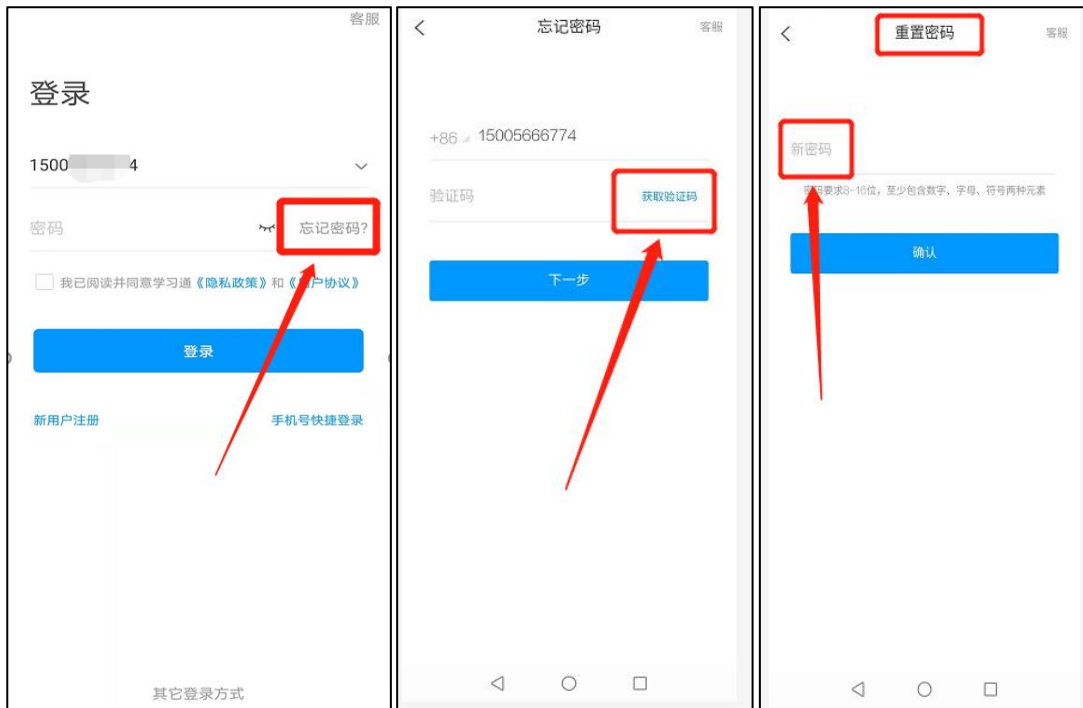 客服
登录
1500 4
密码
忘记密码?
我已阅读并同意学习通《隐私政策》和《用户协议》
登录
新用户注册
手机号快捷登录
其它登录方式
忘记密码
客服
+86 15005666774
验证码
获取验证码
下一步
重置密码
客服
新密码
密码要求8-16位，至少包含数字、字母、符号两种元素
确认